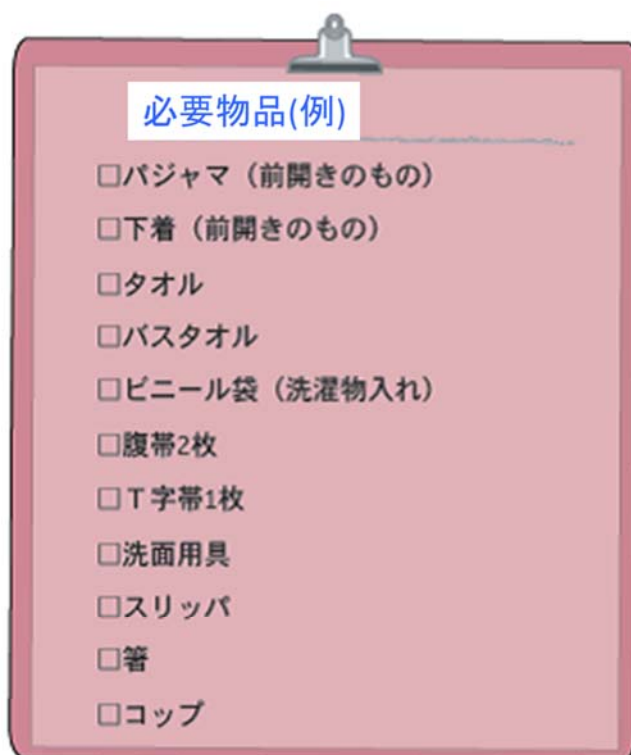 必要物品(例)
□パジャマ（前開きのもの）
□下着（前開きのもの）
□タオル
□バスタオル
□ビニール袋（洗濯物入れ）
□腹帯2枚
□Ｔ字帯1枚
□洗面用具
□スリッパ
□箸
□コップ